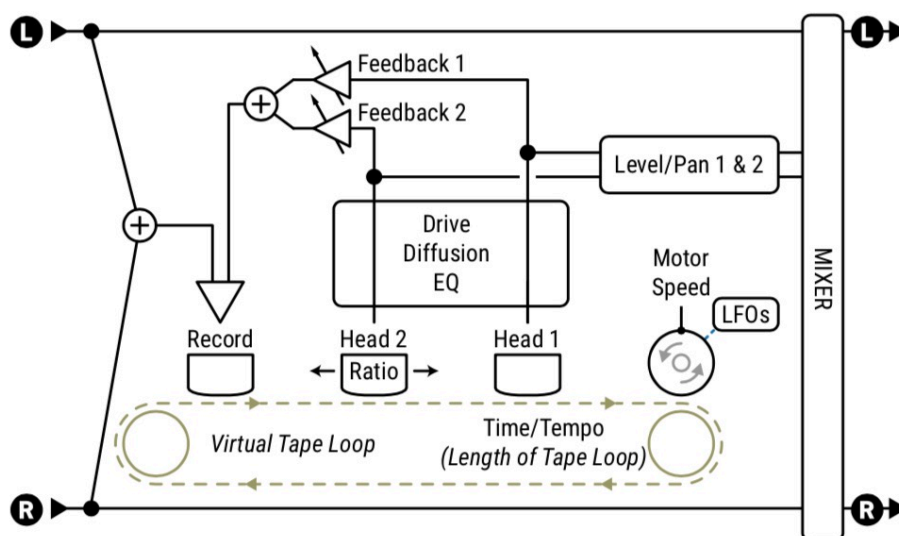 L
L
Feedback 1
Feedback 2
Level/Pan 1 & 2
Drive
Diffusion
EQ
Motor
Speed
LFOs
MIXER
Record
Head 2
Head 1
Ratio
Virtual Tape Loop
Time/Tempo
(Length of Tape Loop)
R
R